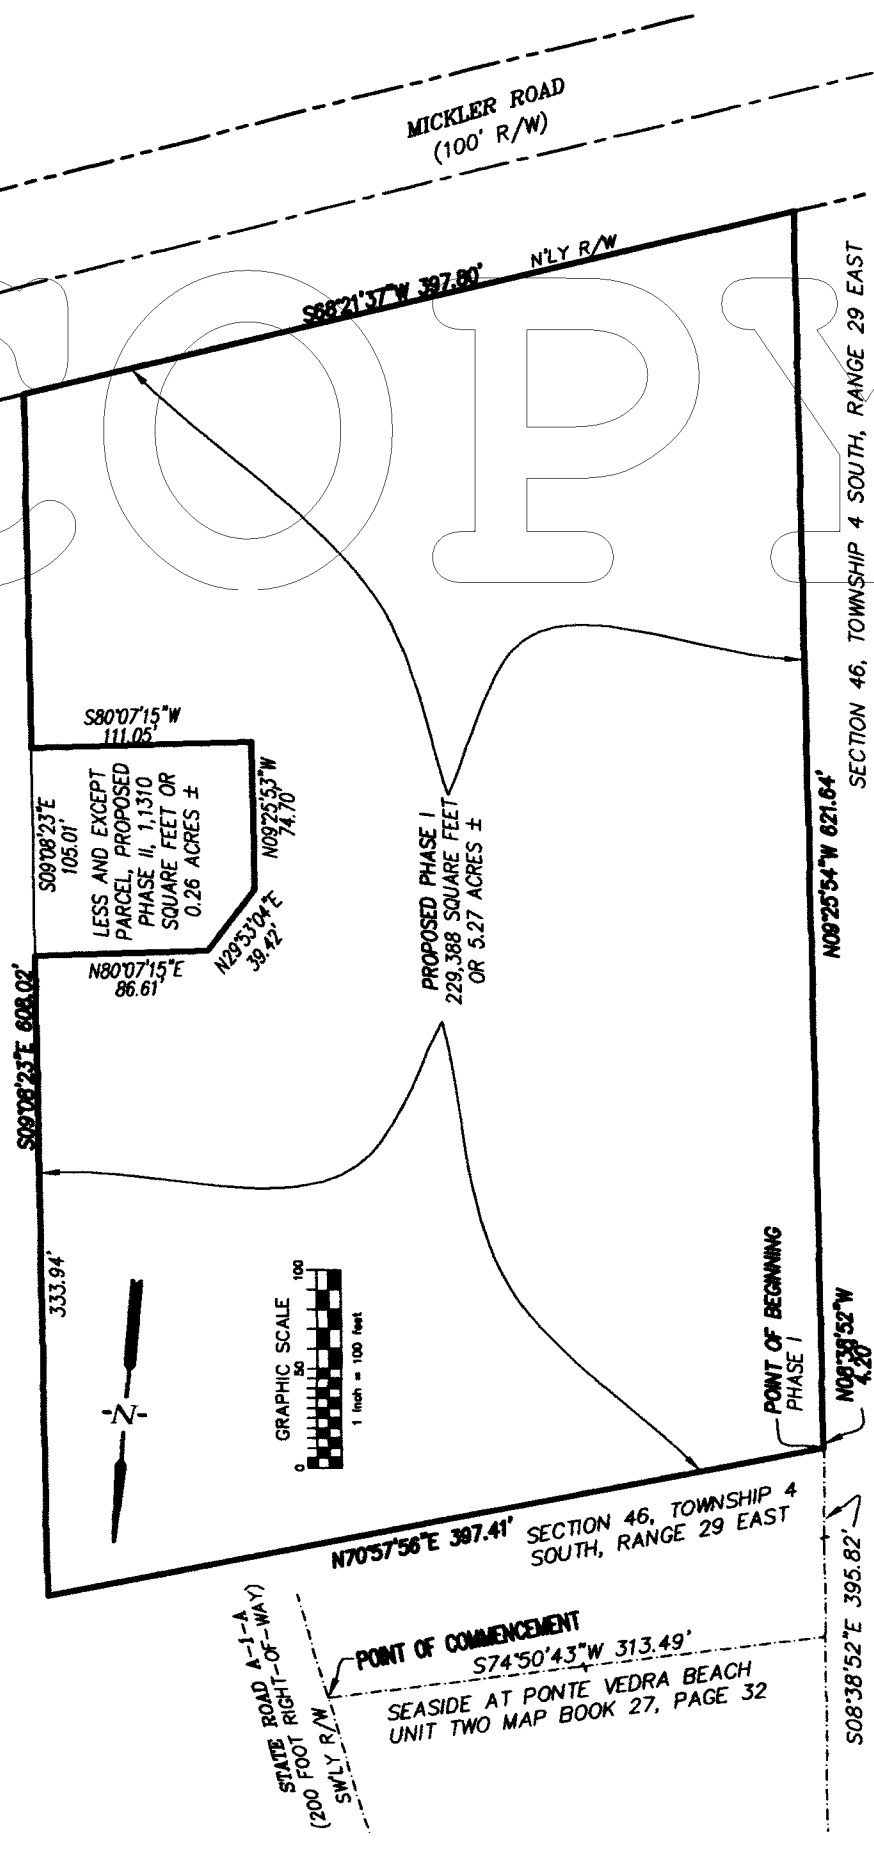 MICKLER ROAD
(100' R/W)
N'LY R/W
S68°21'37"W 397.80'
COPY
SECTION 46, TOWNSHIP 4 SOUTH, RANGE 29 EAST
S80°07'15"W
111.05'
S09°08'23"E
105.01'
LESS AND EXCEPT
PARCEL, PROPOSED
PHASE II, 1,1310
SQUARE FEET OR
0.26 ACRES ±
N09°25'53"W
74.70'
N29°53'04"E
39.42'
N80°07'15"E
86.61'
PROPOSED PHASE I
229,388 SQUARE FEET
OR 5.27 ACRES ±
N09°25'54"W 621.64'
S09°08'23"E 608.02'
333.94'
-N-
GRAPHIC SCALE
0 50 100
1 inch = 100 feet
POINT OF BEGINNING
PHASE I
N08°38'52"W
4.20'
N70°57'56"E 397.41'
SECTION 46, TOWNSHIP 4
SOUTH, RANGE 29 EAST
STATE ROAD A-1-A
(200 FOOT RIGHT-OF-WAY)
SW'LY R/W
POINT OF COMMENCEMENT
S74°50'43"W 313.49'
SEASIDE AT PONTE VEDRA BEACH
UNIT TWO MAP BOOK 27, PAGE 32
S08°38'52"E 395.82'